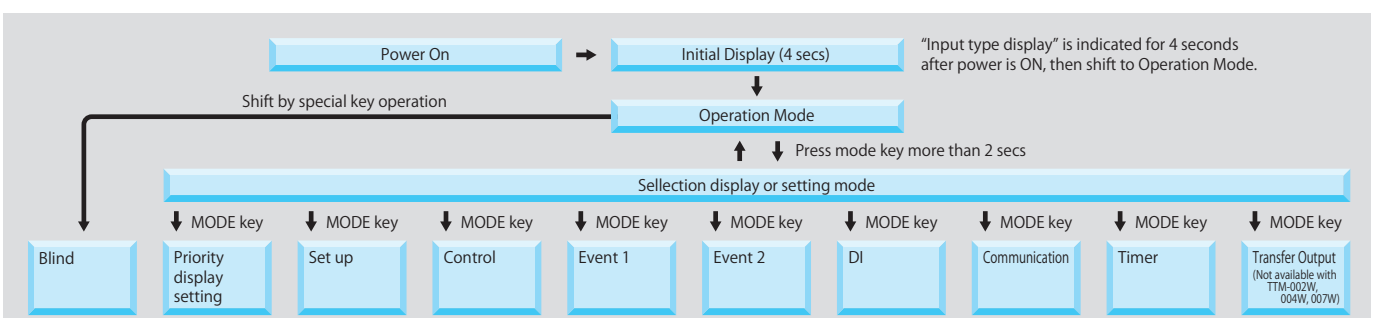 Power On
Initial Display (4 secs)
“Input type display” is indicated for 4 seconds
after power is ON, then shift to Operation Mode.
Shift by special key operation
Operation Mode
Press mode key more than 2 secs
Sellection display or setting mode
MODE key MODE key MODE key MODE key MODE key MODE key MODE key MODE key MODE key
Blind
Priority
display
setting
Set up
Control
Event 1
Event 2
DI
Communication
Timer
Transfer Output
(Not available with
TTM-002W,
004W, 007W)